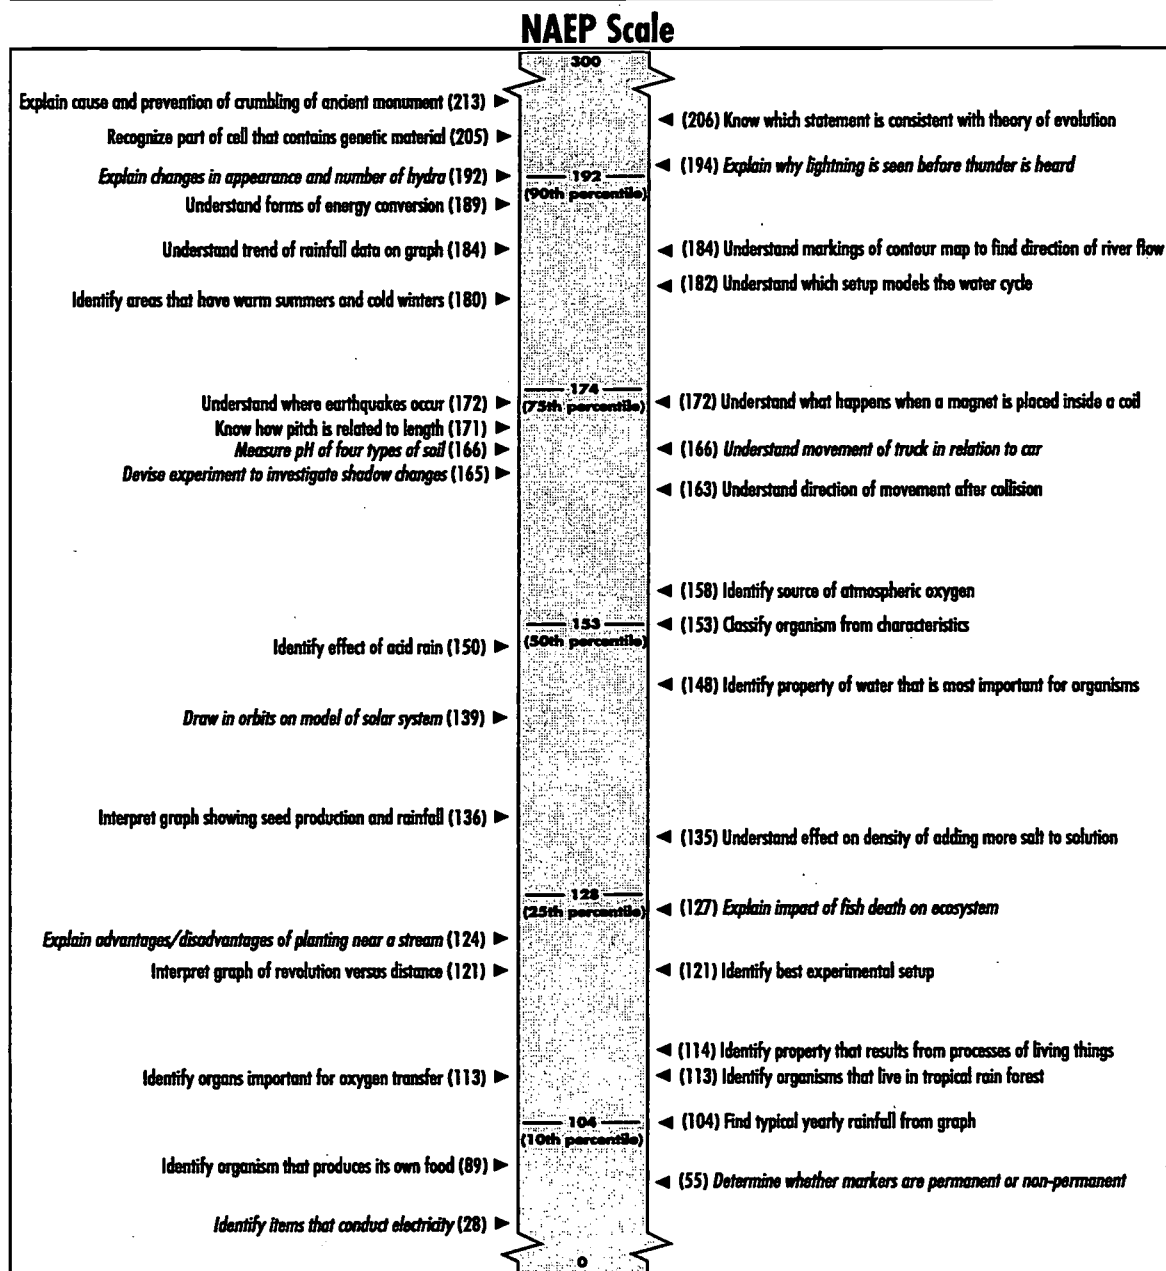 NAEP Scale
300
Explain cause and prevention of crumbling of ancient monument (213) ►
◄ (206) Know which statement is consistent with theory of evolution
Recognize part of cell that contains genetic material (205) ►
◄ (194) Explain why lightning is seen before thunder is heard
Explain changes in appearance and number of hydra (192) ►
192
(90th percentile)
Understand forms of energy conversion (189) ►
Understand trend of rainfall data on graph (184) ►
◄ (184) Understand markings of contour map to find direction of river flow
◄ (182) Understand which setup models the water cycle
Identify areas that have warm summers and cold winters (180) ►
174
(75th percentile)
Understand where earthquakes occur (172) ►
◄ (172) Understand what happens when a magnet is placed inside a coil
Know how pitch is related to length (171) ►
Measure pH of four types of soil (166) ►
◄ (166) Understand movement of truck in relation to car
Devise experiment to investigate shadow changes (165) ►
◄ (163) Understand direction of movement after collision
◄ (158) Identify source of atmospheric oxygen
153
(50th percentile)
◄ (153) Classify organism from characteristics
Identify effect of acid rain (150) ►
◄ (148) Identify property of water that is most important for organisms
Draw in orbits on model of solar system (139) ►
Interpret graph showing seed production and rainfall (136) ►
◄ (135) Understand effect on density of adding more salt to solution
128
(25th percentile)
◄ (127) Explain impact of fish death on ecosystem
Explain advantages/disadvantages of planting near a stream (124) ►
Interpret graph of revolution versus distance (121) ►
◄ (121) Identify best experimental setup
◄ (114) Identify property that results from processes of living things
Identify organs important for oxygen transfer (113) ►
◄ (113) Identify organisms that live in tropical rain forest
104
(10th percentile)
◄ (104) Find typical yearly rainfall from graph
Identify organism that produces its own food (89) ►
◄ (55) Determine whether markers are permanent or non-permanent
Identify items that conduct electricity (28) ►
0